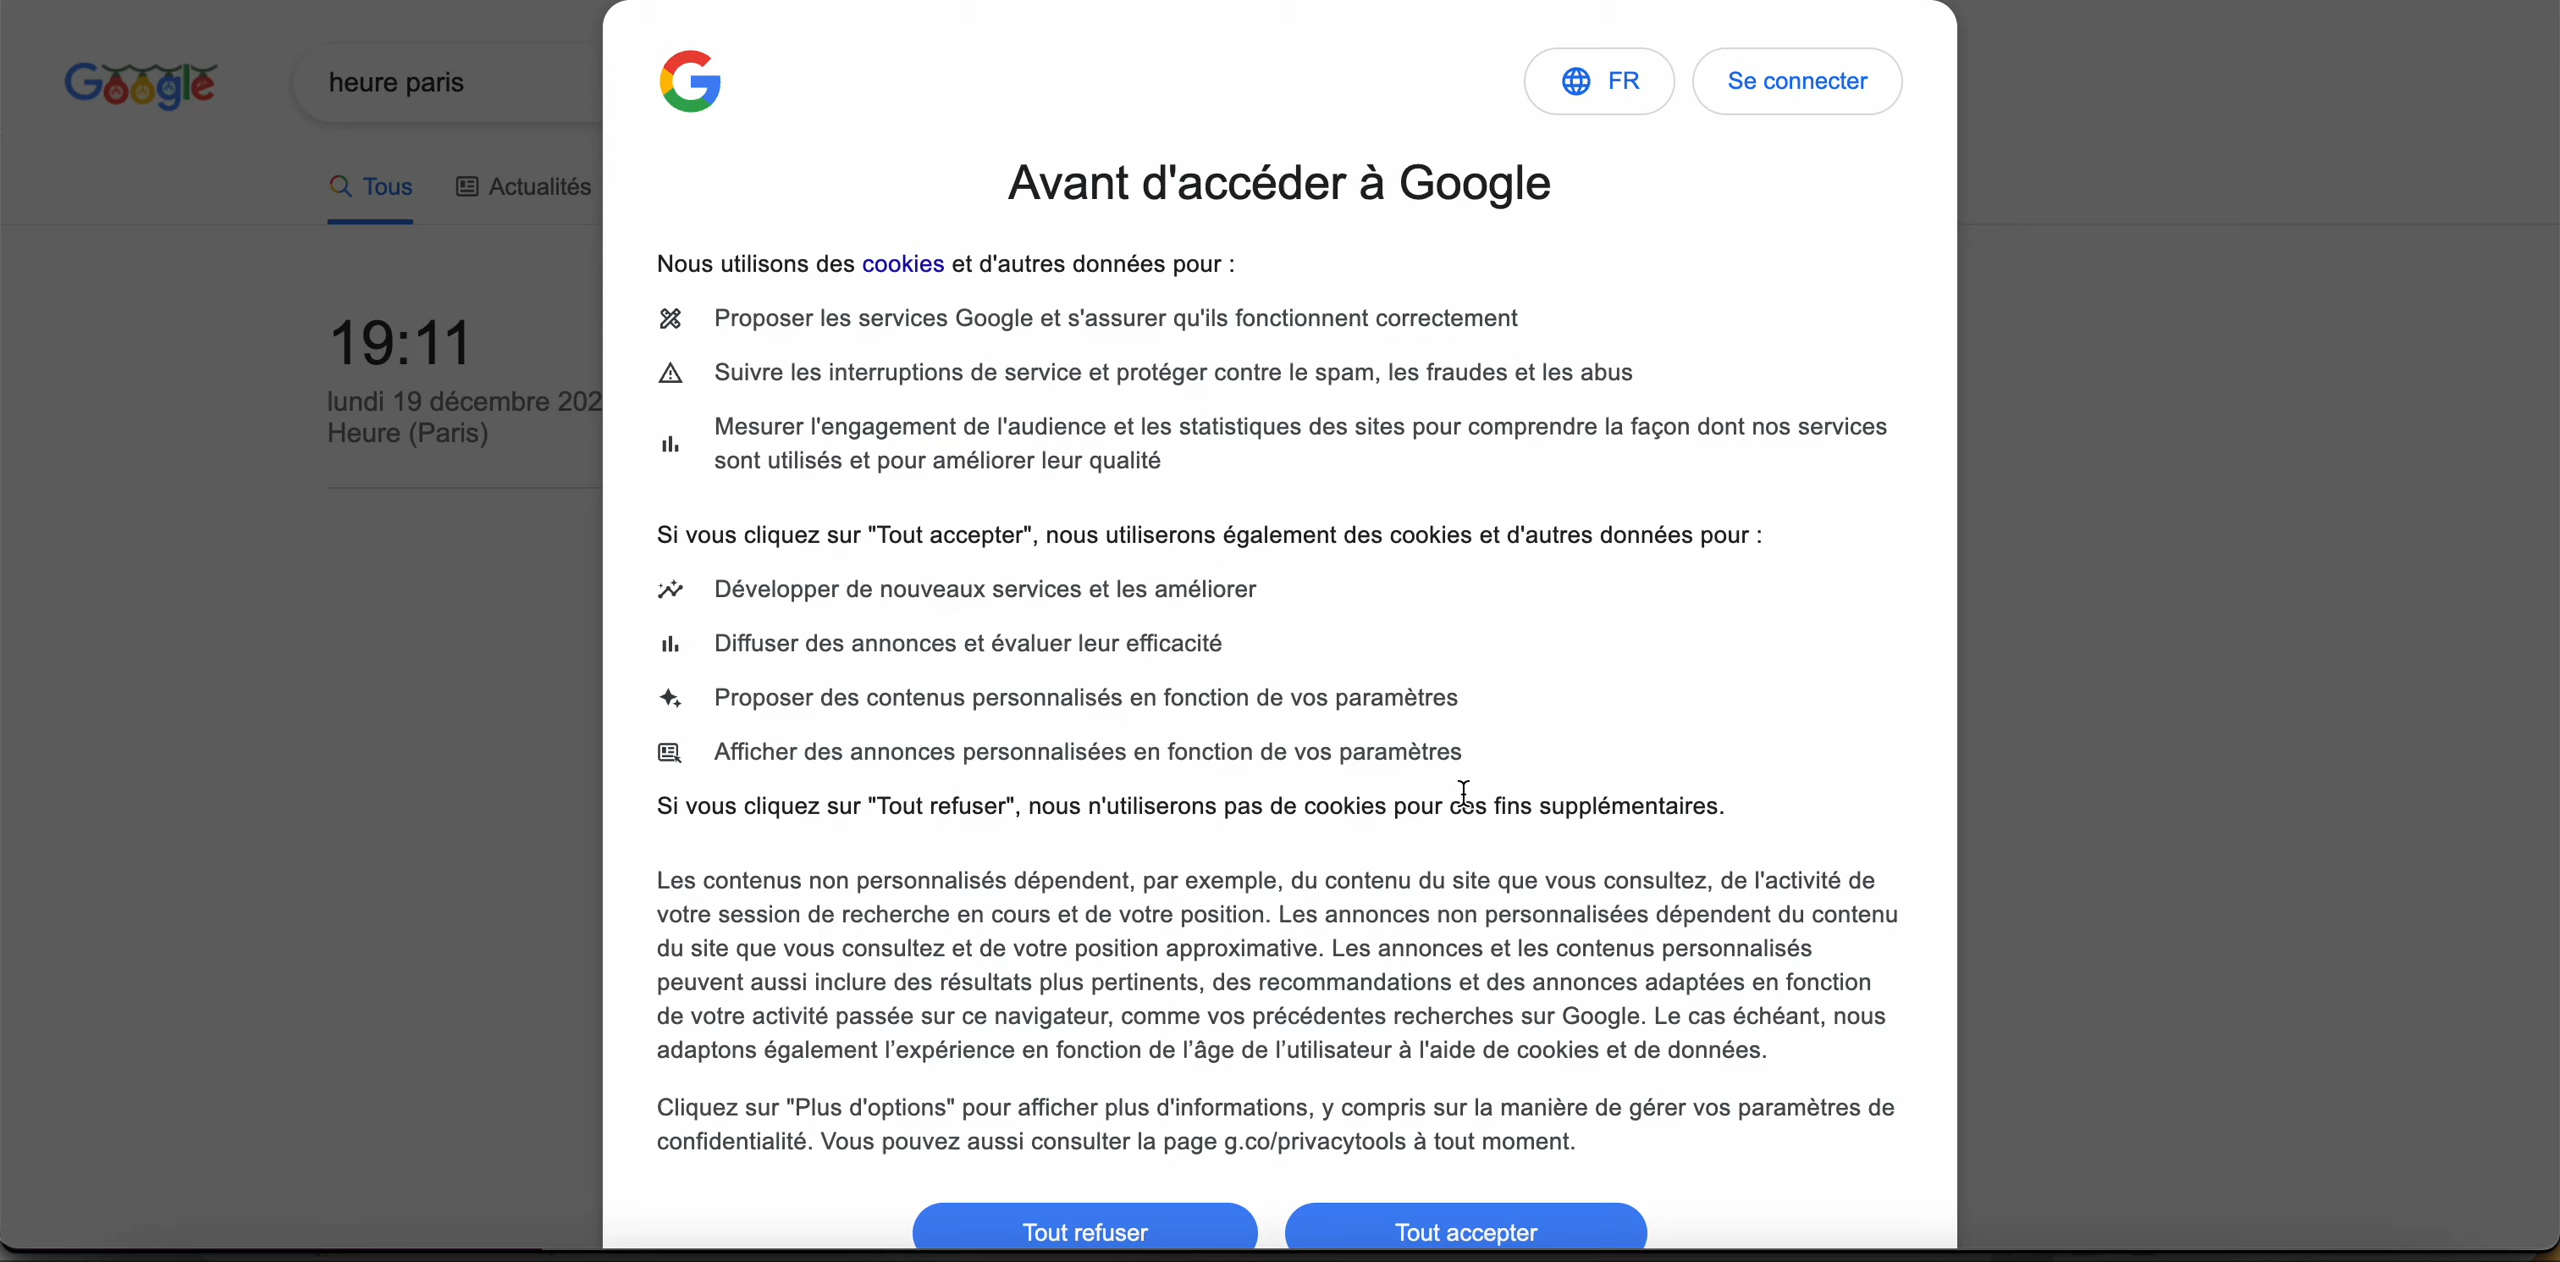 Google
heure paris
Tous
Actualités
19:11
lundi 19 décembre 202
Heure (Paris)
FR
Se connecter
Avant d'accéder à Google
Nous utilisons des cookies et d'autres données pour :
Proposer les services Google et s'assurer qu'ils fonctionnent correctement
Suivre les interruptions de service et protéger contre le spam, les fraudes et les abus
Mesurer l'engagement de l'audience et les statistiques des sites pour comprendre la façon dont nos services
sont utilisés et pour améliorer leur qualité
Si vous cliquez sur "Tout accepter", nous utiliserons également des cookies et d'autres données pour :
Développer de nouveaux services et les améliorer
Diffuser des annonces et évaluer leur efficacité
Proposer des contenus personnalisés en fonction de vos paramètres
Afficher des annonces personnalisées en fonction de vos paramètres
Si vous cliquez sur "Tout refuser", nous n'utiliserons pas de cookies pour ces fins supplémentaires.
Les contenus non personnalisés dépendent, par exemple, du contenu du site que vous consultez, de l'activité de
votre session de recherche en cours et de votre position. Les annonces non personnalisées dépendent du contenu
du site que vous consultez et de votre position approximative. Les annonces et les contenus personnalisés
peuvent aussi inclure des résultats plus pertinents, des recommandations et des annonces adaptées en fonction
de votre activité passée sur ce navigateur, comme vos précédentes recherches sur Google. Le cas échéant, nous
adaptons également l’expérience en fonction de l’âge de l’utilisateur à l'aide de cookies et de données.
Cliquez sur "Plus d'options" pour afficher plus d'informations, y compris sur la manière de gérer vos paramètres de
confidentialité. Vous pouvez aussi consulter la page g.co/privacytools à tout moment.
Tout refuser
Tout accepter